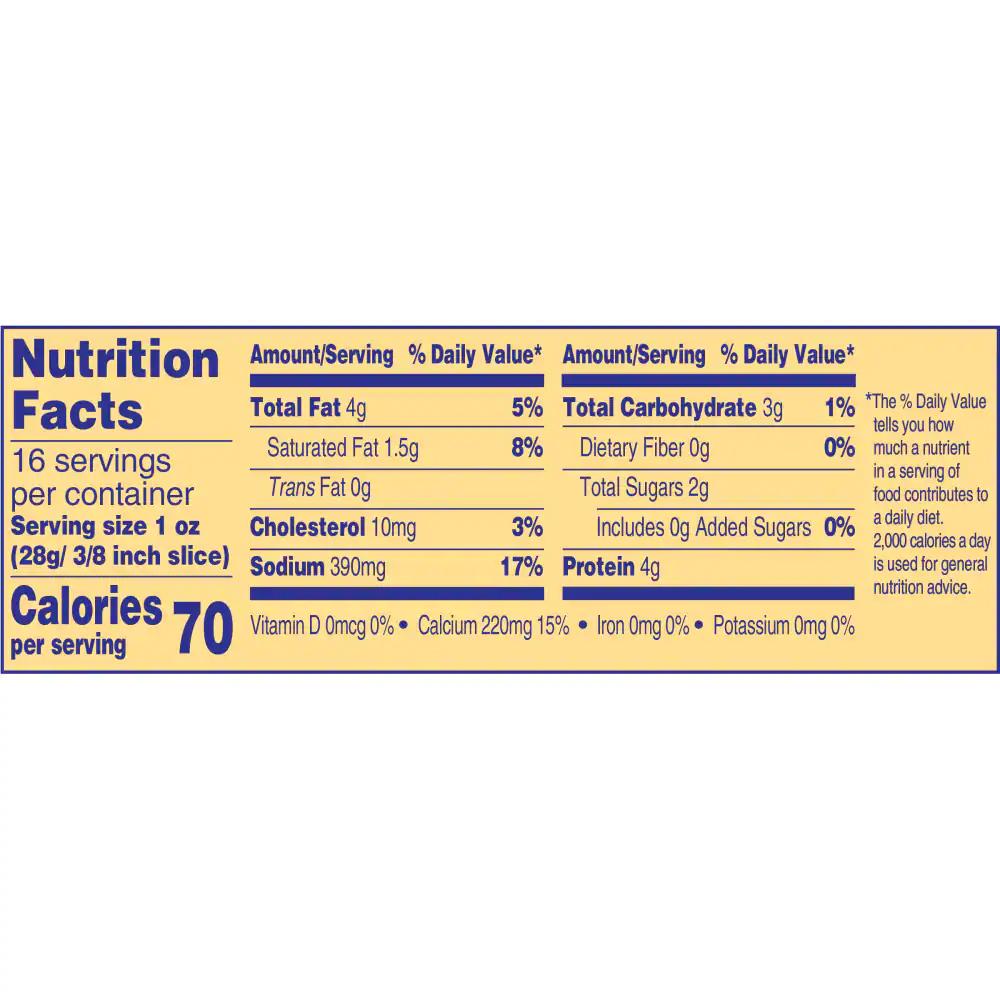 Nutrition
Facts
16 servings
per container
Serving size 1 oz
(28g/ 3/8 inch slice)
Calories 70
per serving
Amount/Serving % Daily Value*
Total Fat 4g 5%
Saturated Fat 1.5g 8%
Trans Fat 0g
Cholesterol 10mg 3%
Sodium 390mg 17%
Amount/Serving % Daily Value*
Total Carbohydrate 3g 1%
Dietary Fiber 0g 0%
Total Sugars 2g
Includes 0g Added Sugars 0%
Protein 4g
Vitamin D 0mcg 0% • Calcium 220mg 15% • Iron 0mg 0% • Potassium 0mg 0%
*The % Daily Value
tells you how
much a nutrient
in a serving of
food contributes to
a daily diet.
2,000 calories a day
is used for general
nutrition advice.